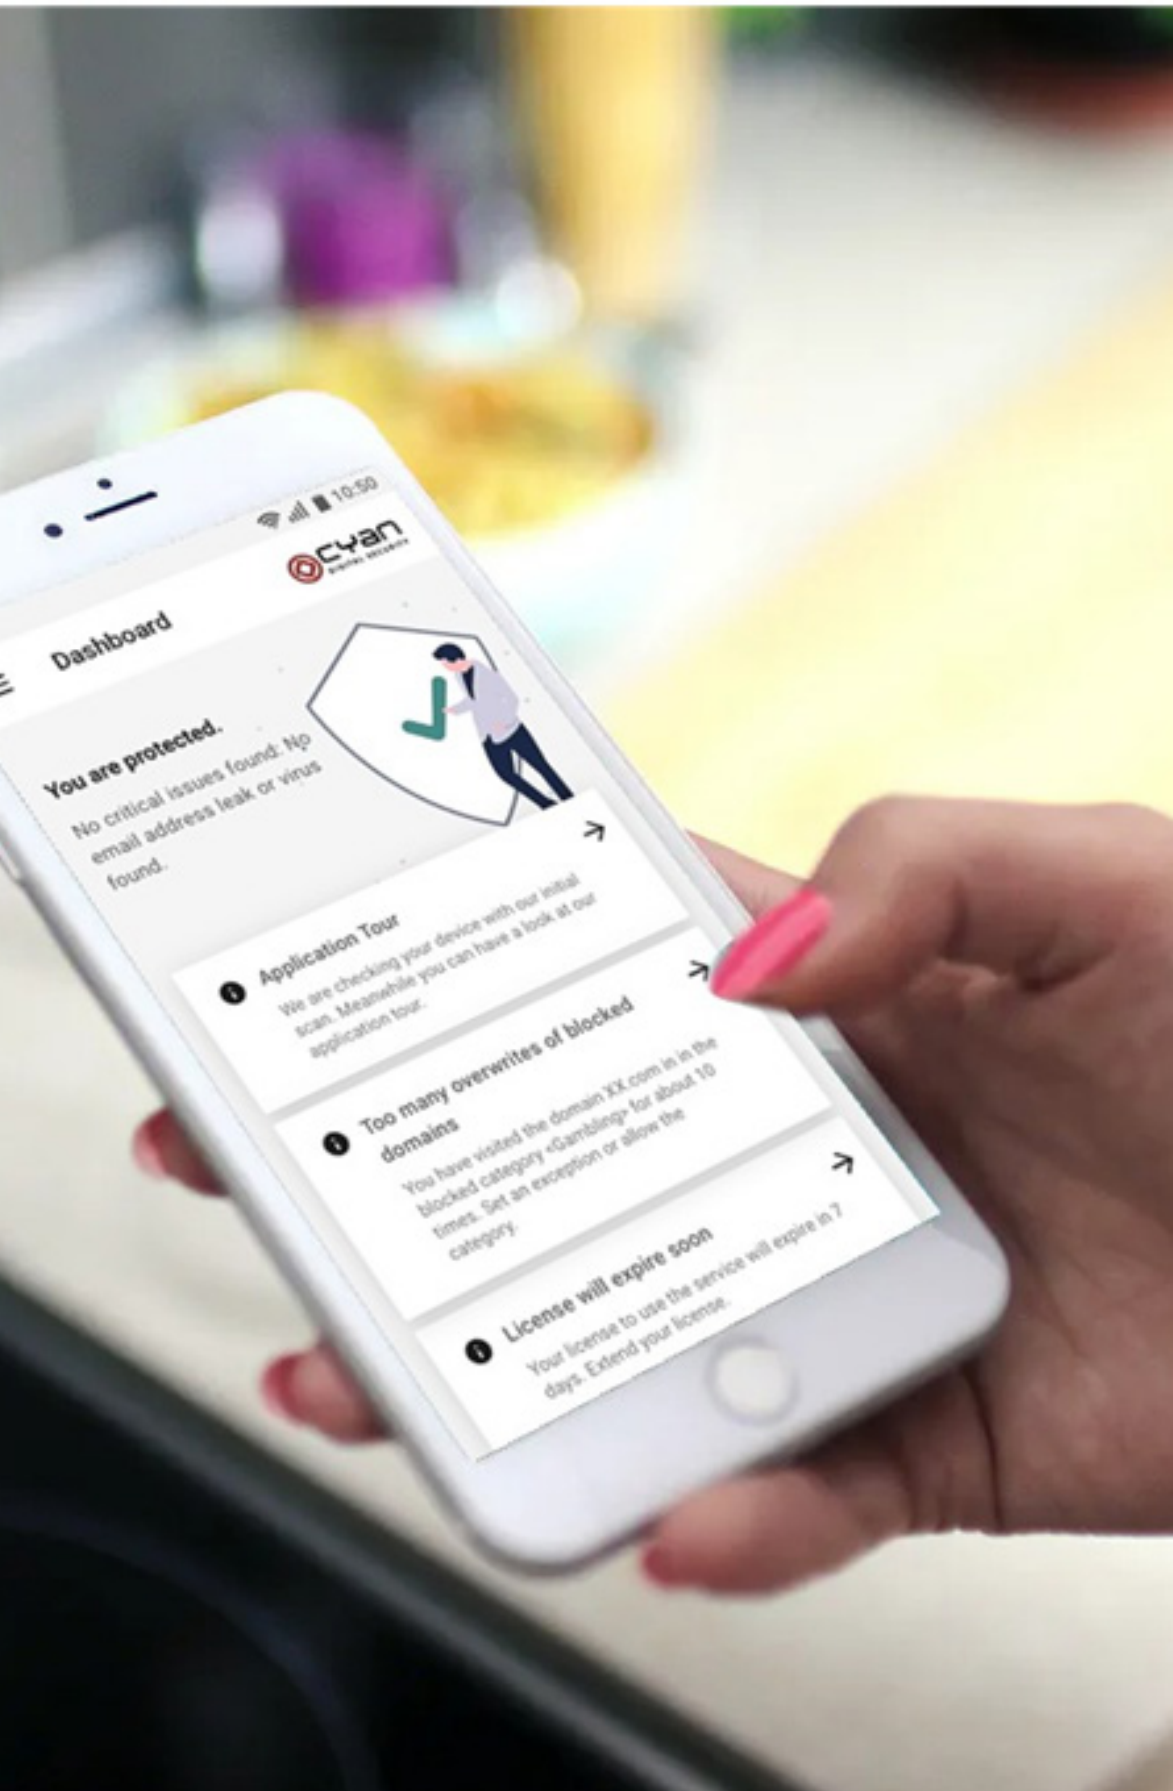 10:50
CYAN
DIGITAL SECURITY
Dashboard
You are protected.
No critical issues found: No
email address leak or virus
found.
Application Tour
We are checking your device with our initial
scan. Meanwhile you can have a look at our
application tour.
Too many overwrites of blocked
domains
You have visited the domain XX.com in in the
blocked category <Gambling> for about 10
times. Set an exception or allow the
category.
License will expire soon
Your license to use the service will expire in 7
days. Extend your license.